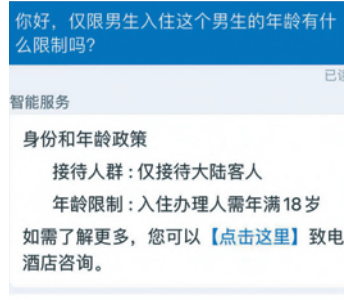 你好，仅限男生入住这个男生的年龄有什
么限制吗？
已读
智能服务
身份和年龄政策
接待人群：仅接待大陆客人
年龄限制：入住办理人需年满18岁
如需了解更多，您可以【点击这里】致电
酒店咨询。